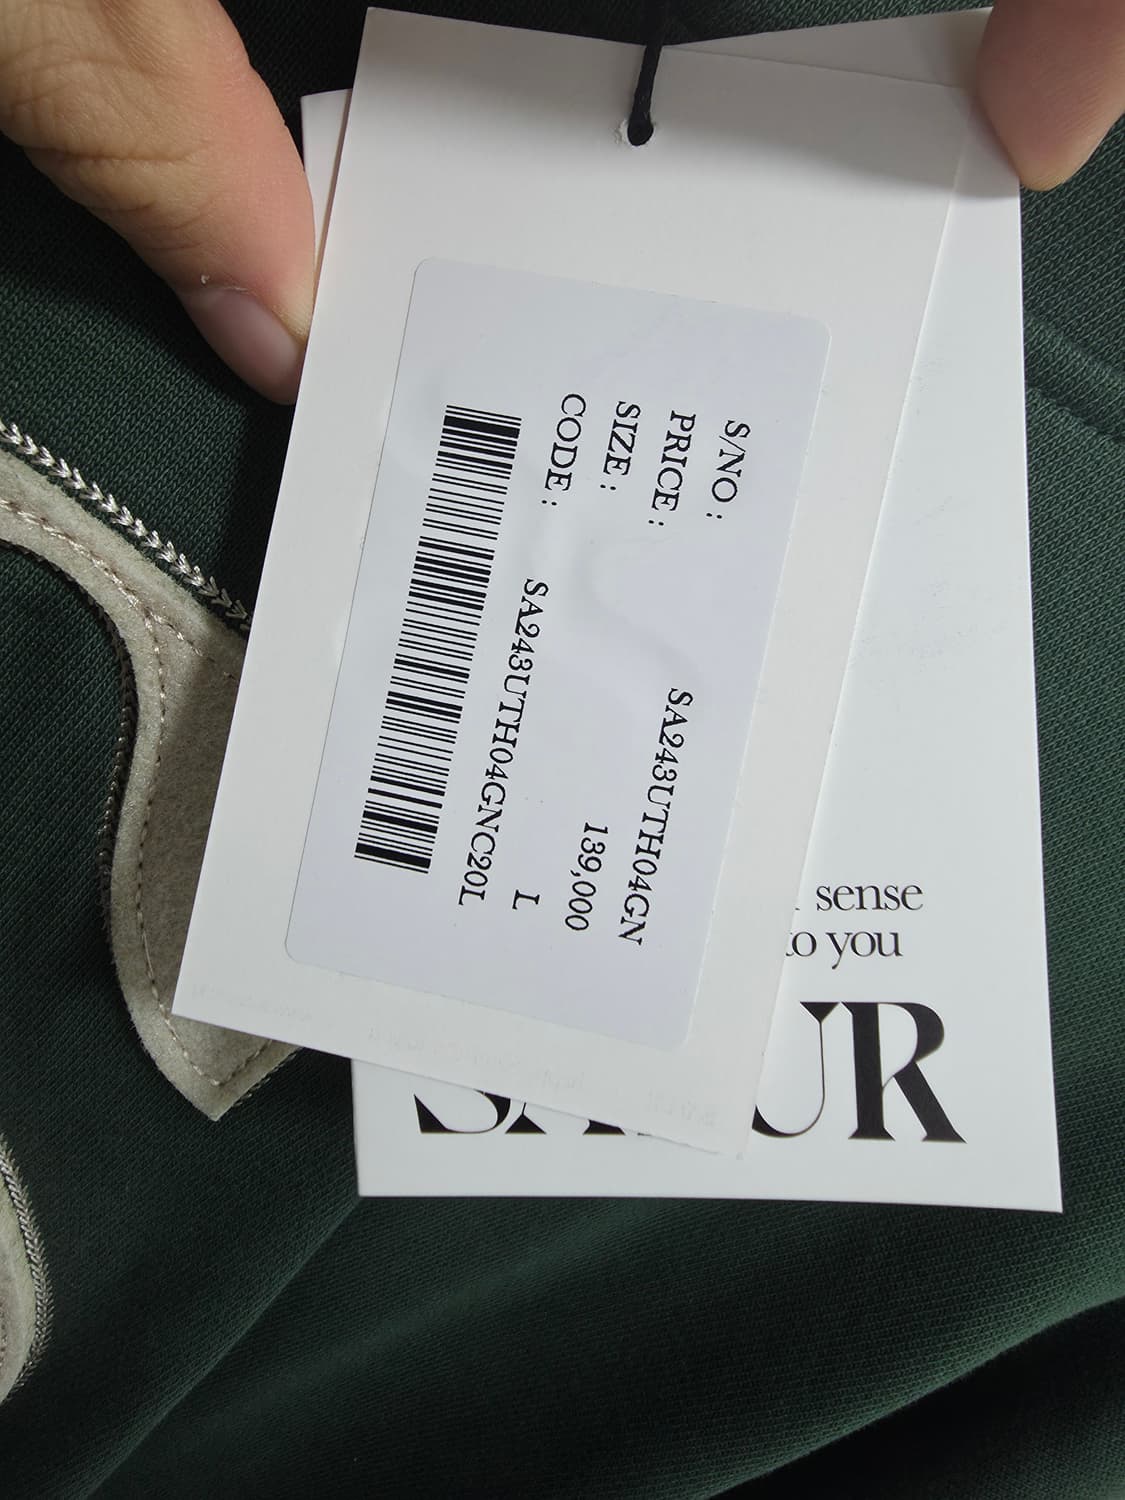 S/NO : SA243UTH04GN
PRICE : 139,000
SIZE : L
CODE : SA243UTH04GNC20L
sense
to you
UR